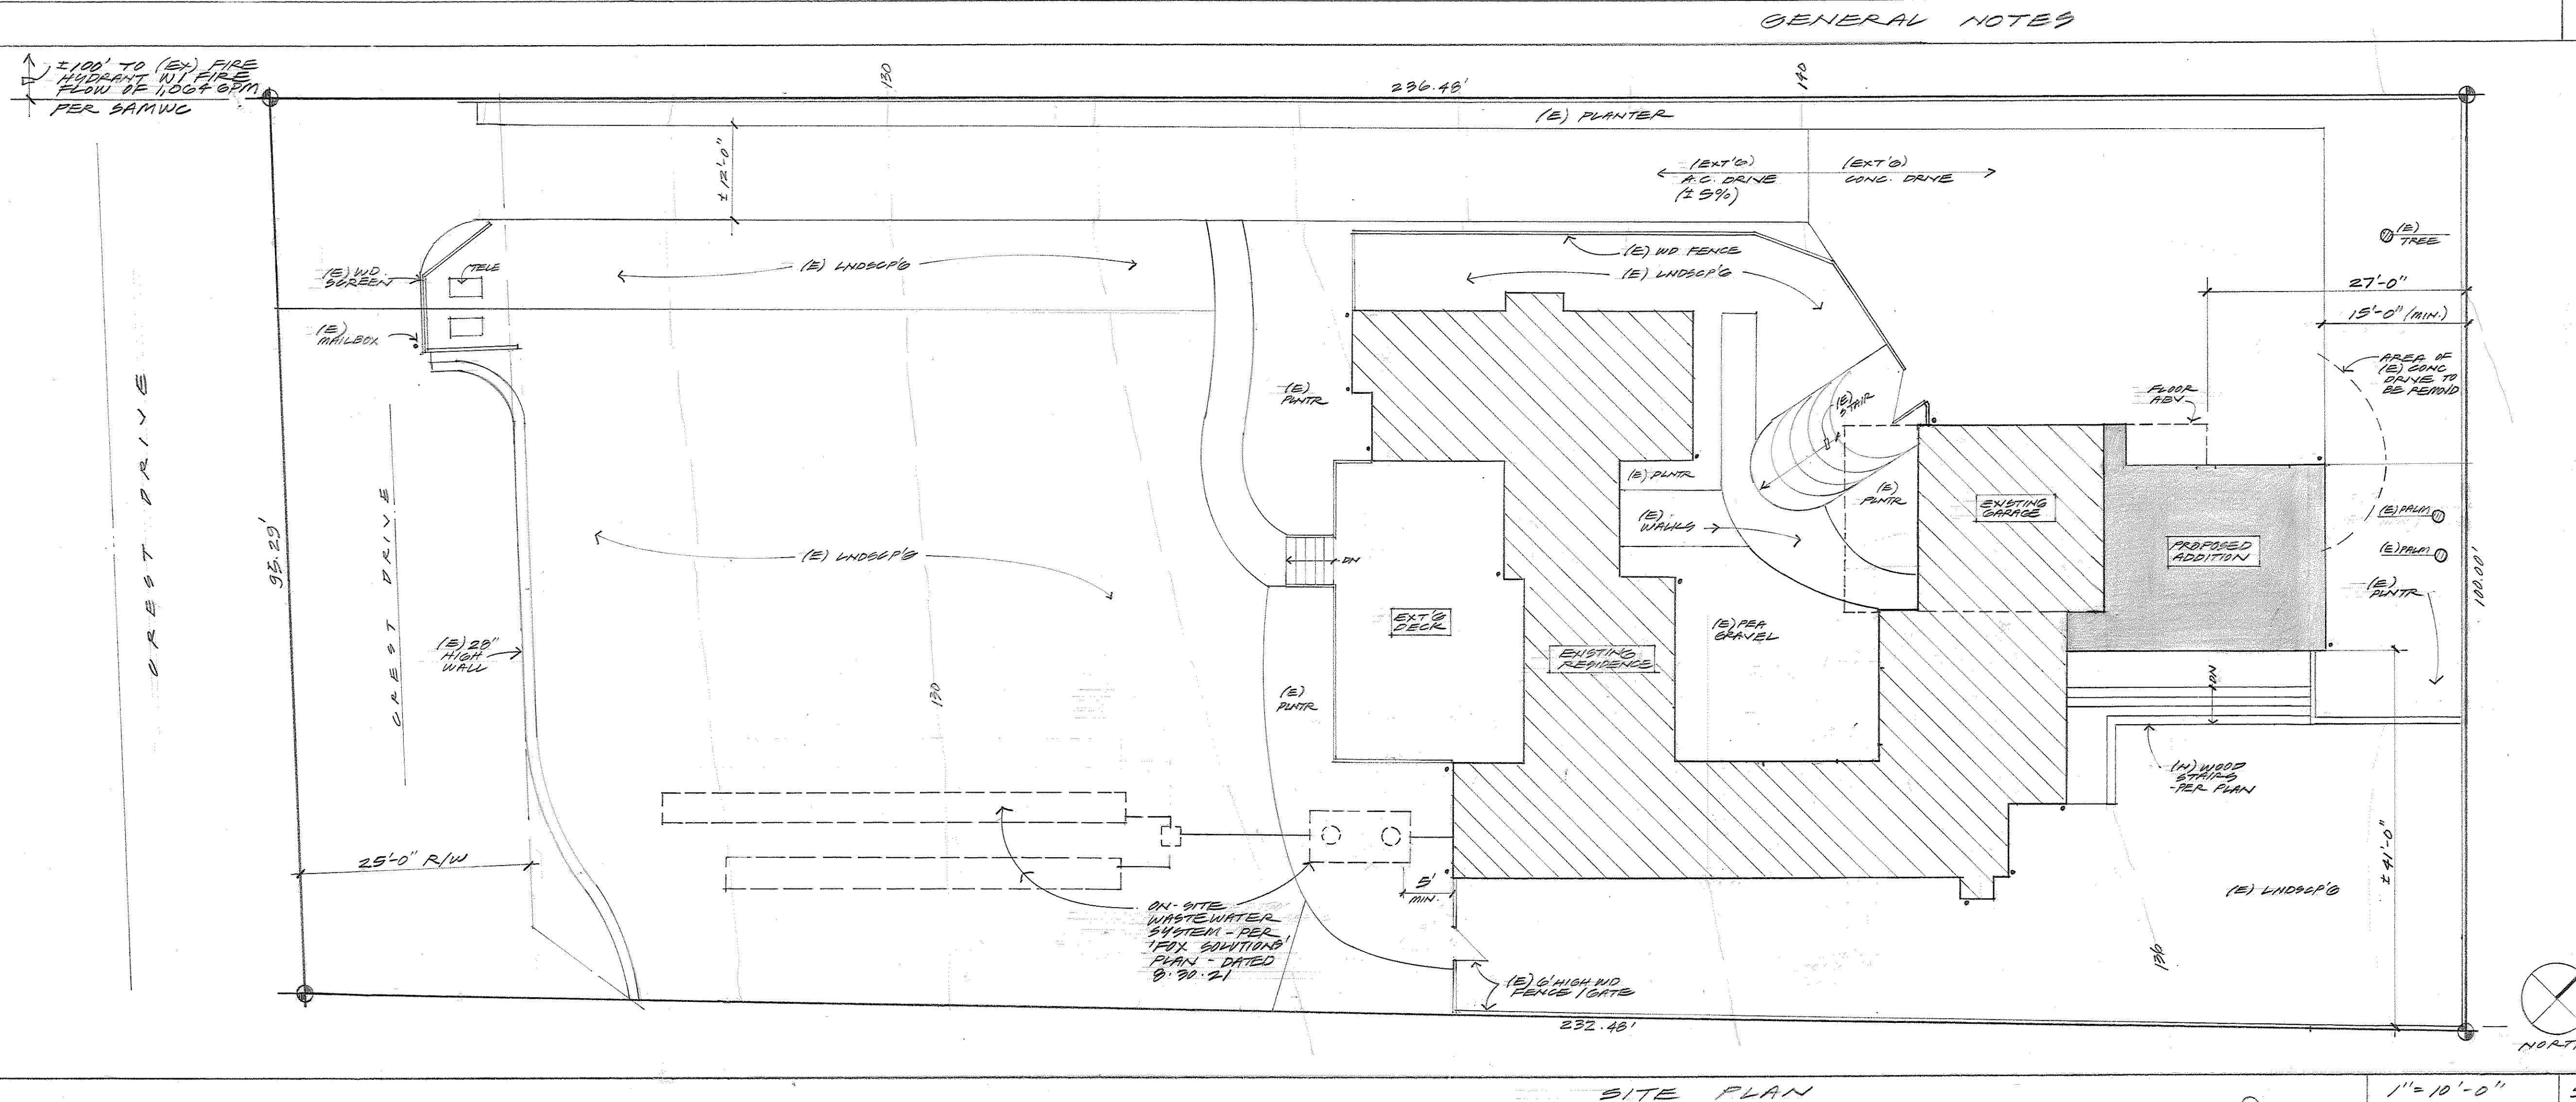 GENERAL NOTES
±100' TO (EX) FIRE
HYDRANT W/ FIRE
FLOW OF 1,064 GPM
PER SAMWC
130
236.48'
140
(E) PLANTER
±12'-0"
(EXT'G)
A.C. DRIVE
(±5%)
(EXT'G)
CONC. DRIVE
(E)
TREE
(E) WD.
SCREEN
TELE
(E) LNDSCP'G
(E) WD FENCE
(E) LNDSCP'G
27'-0"
15'-0" (MIN.)
(E)
MAILBOX
AREA OF
(E) CONC
DRIVE TO
BE REMOVD
(E)
PLNTR
(E)
STAIR
FLOOR
ABV
CREST DRIVE
CREST DRIVE
95.29'
(E) PLNTR
(E)
PLNTR
EXISTING
GARAGE
(E) PALM
(E)
WALKS
(E) LNDSCP'G
DN
PROPOSED
ADDITION
(E) PALM
(E)
PLNTR
100.00'
EXT'G
DECK
(E) PEA
GRAVEL
(E) 28"
HIGH
WALL
EXISTING
RESIDENCE
130
(E)
PLNTR
DN
(N) WOOD
STAIRS
-PER PLAN
25'-0" R/W
±41'-0"
5'
MIN.
(E) LNDSCP'G
ON-SITE
WASTEWATER
SYSTEM - PER
'FOX SOLUTIONS'
PLAN - DATED
8.30.21
136
(E) 6' HIGH WD
FENCE / GATE
232.48'
NORTH
SITE PLAN
1"=10'-0"